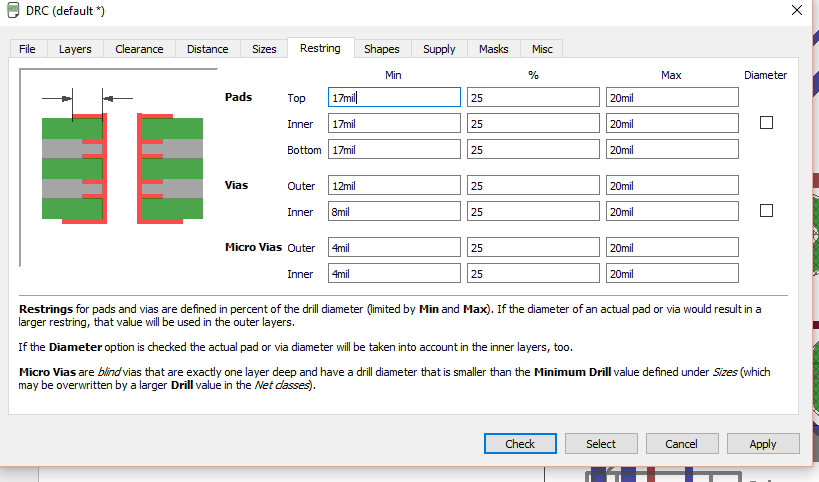 DRC (default *)
File Layers Clearance Distance Sizes Restring Shapes Supply Masks Misc
Min % Max Diameter
Pads Top 17mil 25 20mil
Inner 17mil 25 20mil
Bottom 17mil 25 20mil
Vias Outer 12mil 25 20mil
Inner 8mil 25 20mil
Micro Vias Outer 4mil 25 20mil
Inner 4mil 25 20mil
Restrings for pads and vias are defined in percent of the drill diameter (limited by Min and Max). If the diameter of an actual pad or via would result in a
larger restring, that value will be used in the outer layers.
If the Diameter option is checked the actual pad or via diameter will be taken into account in the inner layers, too.
Micro Vias are blind vias that are exactly one layer deep and have a drill diameter that is smaller than the Minimum Drill value defined under Sizes (which
may be overwritten by a larger Drill value in the Net classes).
Check Select Cancel Apply